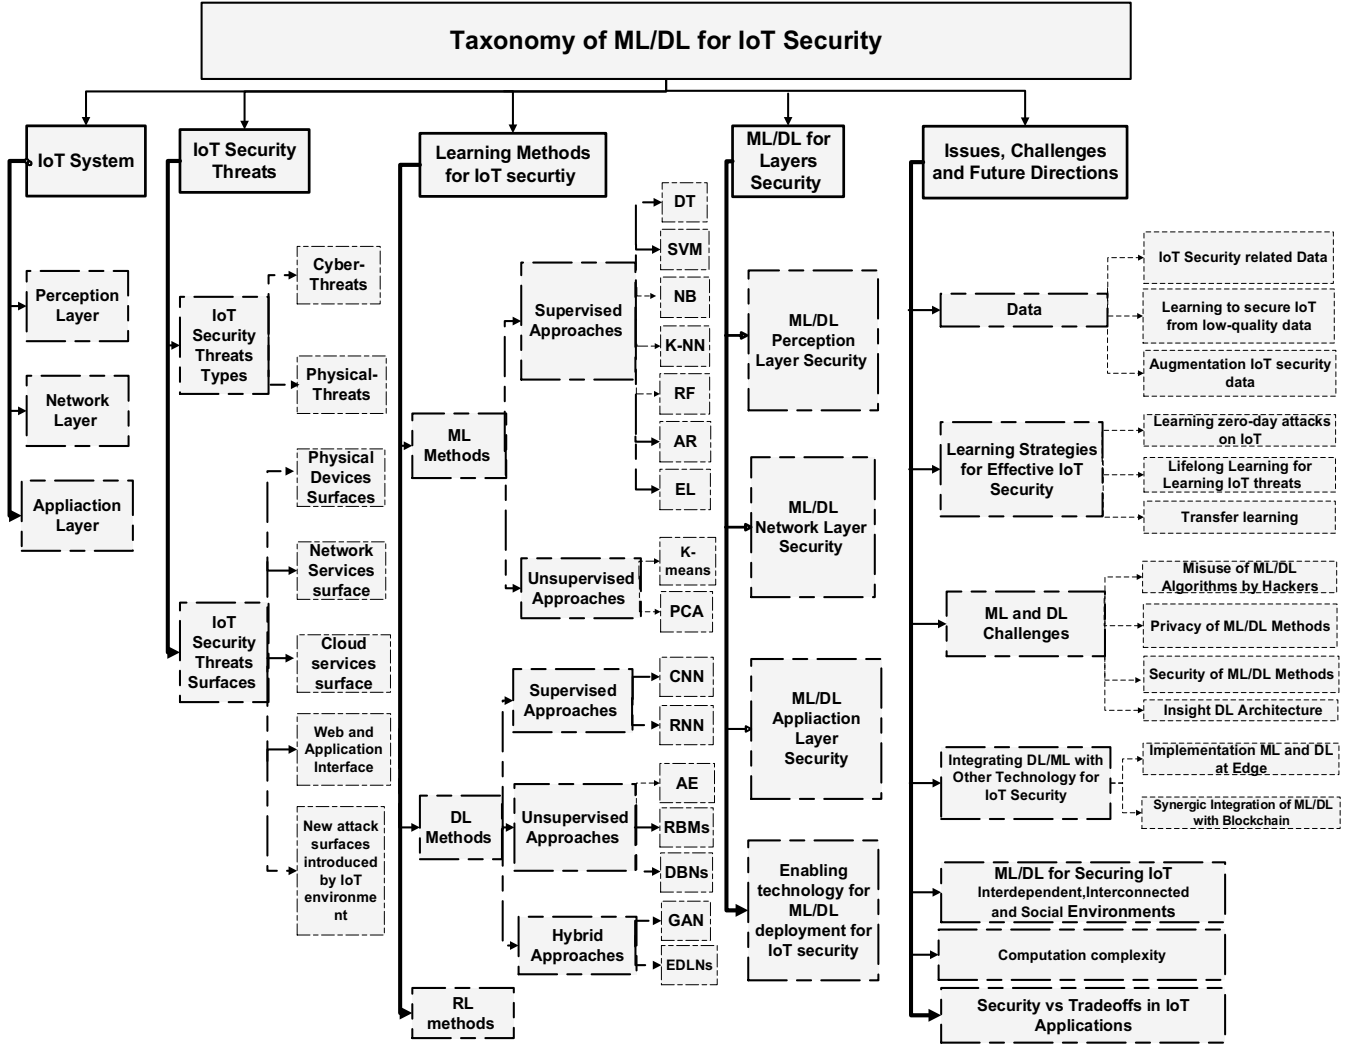 Taxonomy of ML/DL for IoT Security
IoT System
Perception
Layer
Network
Layer
Appliaction
Layer
IoT Security
Threats
IoT
Security
Threats
Types
Cyber-
Threats
Physical-
Threats
IoT
Security
Threats
Surfaces
Physical
Devices
Surfaces
Network
Services
surface
Cloud
services
surface
Web and
Application
Interface
New attack
surfaces
introduced
by IoT
environme
nt
Learning Methods
for IoT securtiy
ML
Methods
Supervised
Approaches
DT
SVM
NB
K-NN
RF
AR
EL
Unsupervised
Approaches
K-
means
PCA
DL
Methods
Supervised
Approaches
CNN
RNN
Unsupervised
Approaches
AE
RBMs
DBNs
Hybrid
Approaches
GAN
EDLNs
RL
methods
ML/DL for
Layers
Security
ML/DL
Perception
Layer Security
ML/DL
Network Layer
Security
ML/DL
Appliaction
Layer
Security
Enabling
technology for
ML/DL
deployment for
IoT security
Issues, Challenges
and Future Directions
Data
IoT Security related Data
Learning to secure IoT
from low-quality data
Augmentation IoT security
data
Learning Strategies
for Effective IoT
Security
Learning zero-day attacks
on IoT
Lifelong Learning for
Learning IoT threats
Transfer learning
ML and DL
Challenges
Misuse of ML/DL
Algorithms by Hackers
Privacy of ML/DL Methods
Security of ML/DL Methods
Insight DL Architecture
Integrating DL/ML with
Other Technology for
IoT Security
Implementation ML and DL
at Edge
Synergic Integration of ML/DL
with Blockchain
ML/DL for Securing IoT
Interdependent,Interconnected
and Social Environments
Computation complexity
Security vs Tradeoffs in IoT
Applications